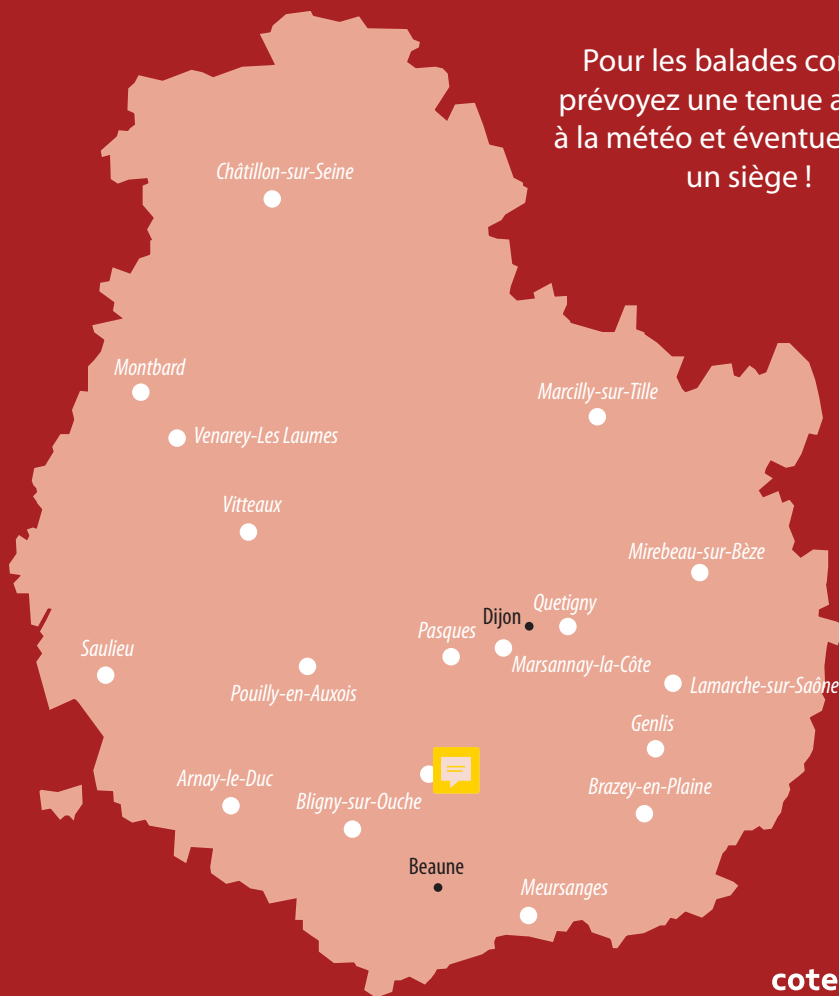 Pour les balades
prévoyez une tenue
à la météo et
un siège !
Châtillon-sur-Seine
Montbard
Marcilly-sur-Tille
Venarey-Les Laumes
Vitteaux
Mirebeau-sur-Bèze
Quetigny
Dijon
Pasques
Saulieu
Marsannay-la-Côte
Lamarche-sur-Saône
Pouilly-en-Auxois
Genlis
Arnay-le-Duc
Brazey-en-Plaine
Bligny-sur-Ouche
Beaune
Meursanges
cote